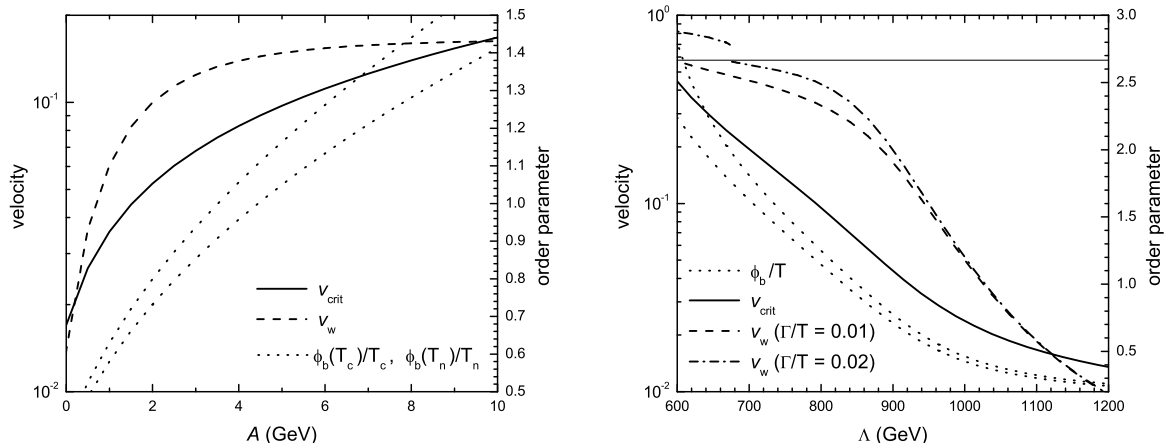 velocity
10⁻¹
10⁻²
0 2 4 6 8 10
A (GeV)
1.5
1.4
1.3
1.2
1.1
1.0
0.9
0.8
0.7
0.6
0.5
order parameter
v_crit
v_w
ϕ_b(T_c)/T_c , ϕ_b(T_n)/T_n
velocity
10⁰
10⁻¹
10⁻²
600 700 800 900 1000 1100 1200
Λ (GeV)
3.0
2.5
2.0
1.5
1.0
0.5
order parameter
ϕ_b/T
v_crit
v_w (Γ/T = 0.01)
v_w (Γ/T = 0.02)